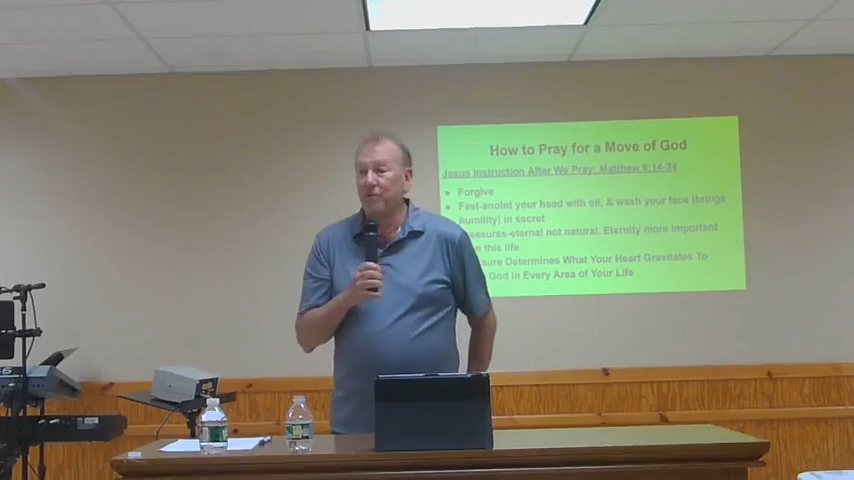 How to Pray for a Move of God
Jesus Instruction After We Pray: Matthew 6:14-34
● Forgive
● Fast-anoint your head with oil, & wash your face (brings
humility) in secret
easures-eternal not natural. Eternity more important
this life
sure Determines What Your Heart Gravitates To
God in Every Area of Your Life